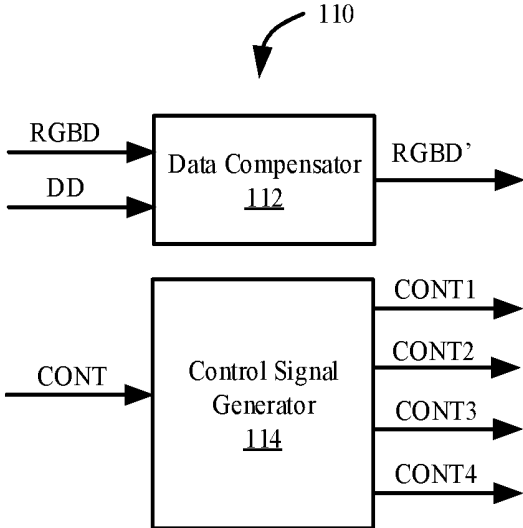 110
RGBD
DD
Data Compensator
112
RGBD’
CONT
Control Signal
Generator
114
CONT1
CONT2
CONT3
CONT4